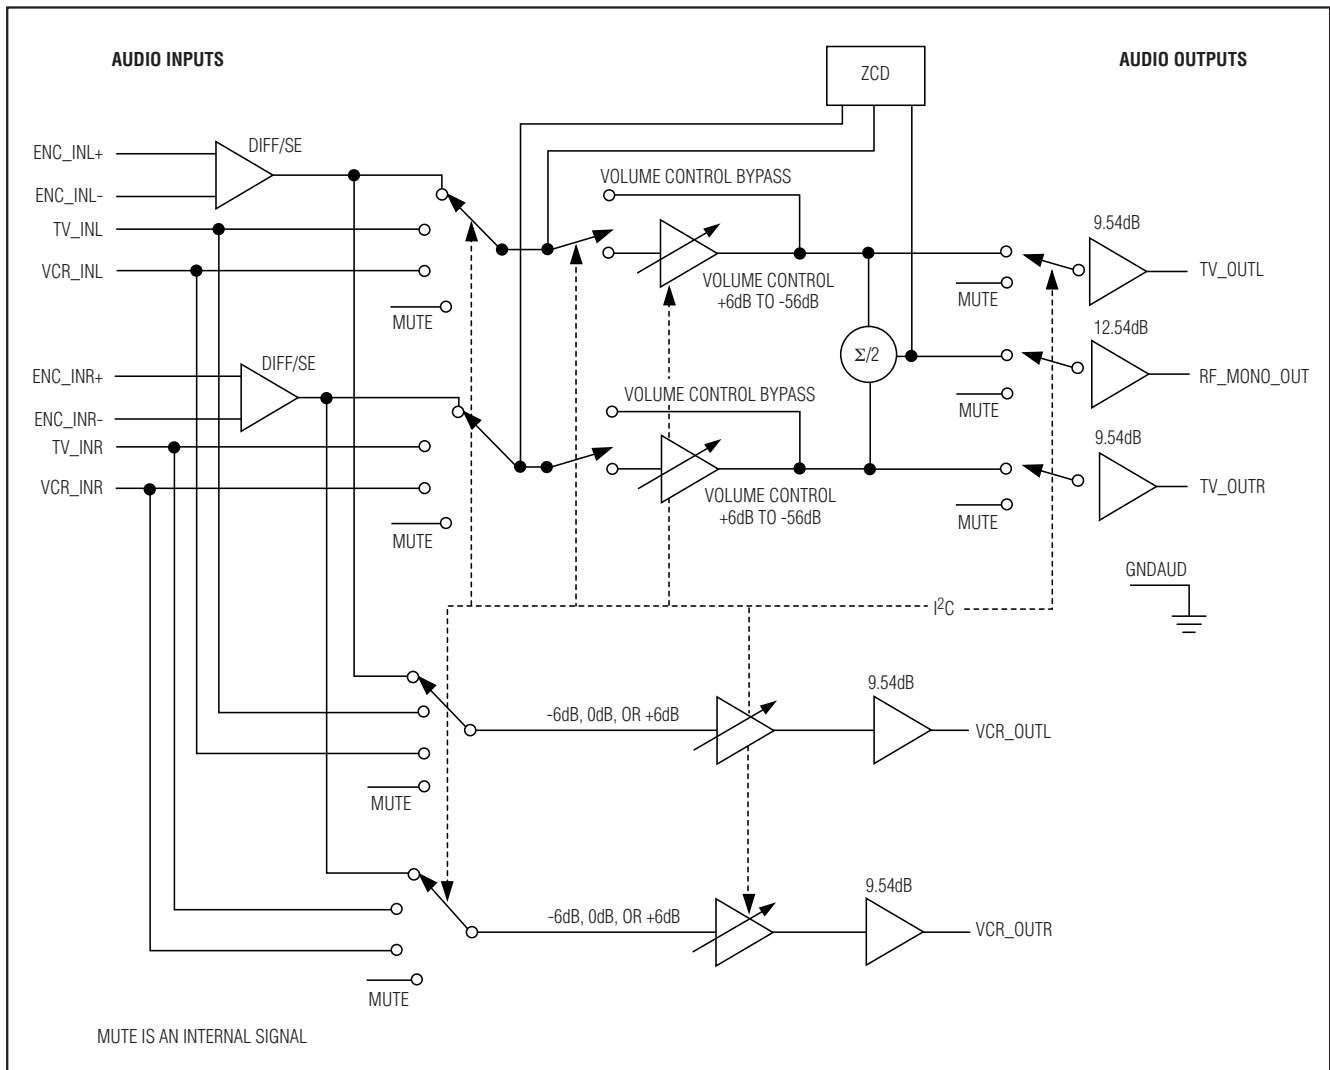 AUDIO INPUTS
AUDIO OUTPUTS
ZCD
ENC_INL+
DIFF/SE
ENC_INL-
TV_INL
VCR_INL
MUTE
VOLUME CONTROL BYPASS
VOLUME CONTROL
+6dB TO -56dB
9.54dB
TV_OUTL
MUTE
12.54dB
Σ/2
RF_MONO_OUT
MUTE
ENC_INR+
DIFF/SE
ENC_INR-
TV_INR
VCR_INR
MUTE
VOLUME CONTROL BYPASS
VOLUME CONTROL
+6dB TO -56dB
9.54dB
TV_OUTR
MUTE
GNDAUD
I²C
-6dB, 0dB, OR +6dB
9.54dB
VCR_OUTL
MUTE
-6dB, 0dB, OR +6dB
9.54dB
VCR_OUTR
MUTE
MUTE IS AN INTERNAL SIGNAL